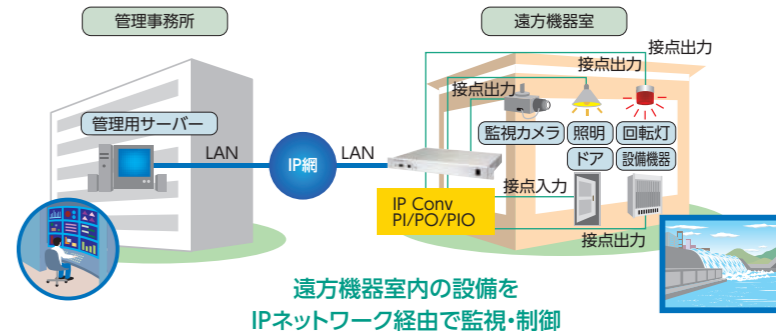 管理事務所
遠方機器室
接点出力
接点出力
接点出力
管理用サーバー
監視カメラ
照明
回転灯
LAN
IP網
LAN
ドア
設備機器
接点入力
IP Conv
PI/PO/PIO
接点出力
遠方機器室内の設備を
IPネットワーク経由で監視・制御